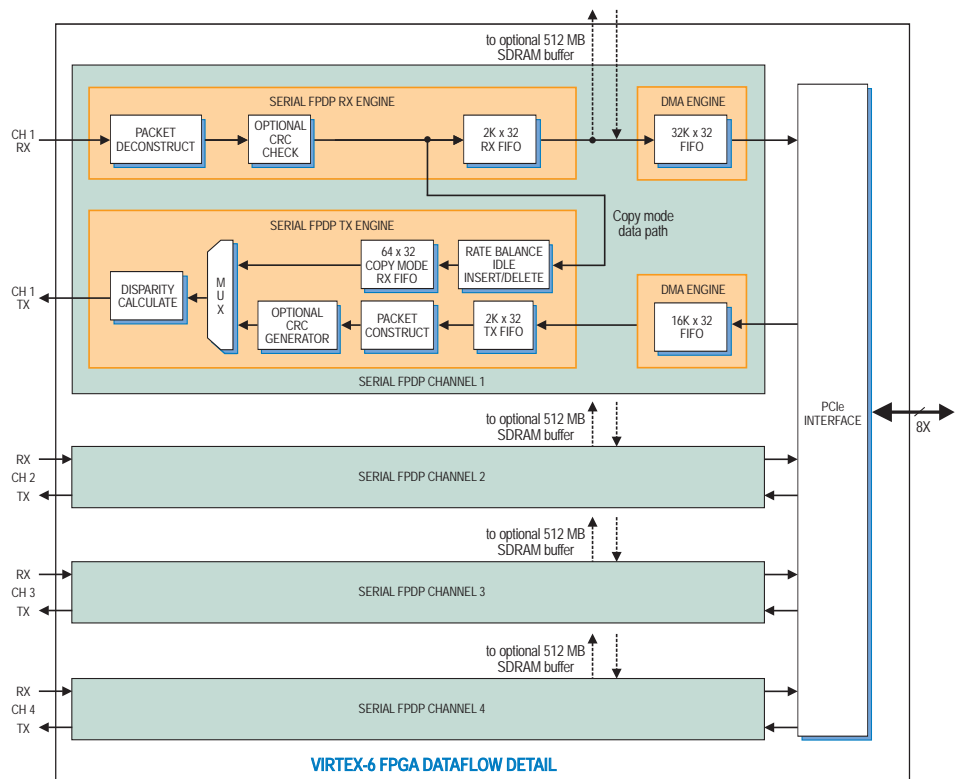 to optional 512 MB
SDRAM buffer
SERIAL FPDP RX ENGINE
DMA ENGINE
CH 1
RX
PACKET
DECONSTRUCT
OPTIONAL
CRC
CHECK
2K x 32
RX FIFO
32K x 32
FIFO
Copy mode
data path
SERIAL FPDP TX ENGINE
64 x 32
COPY MODE
RX FIFO
RATE BALANCE
IDLE
INSERT/DELETE
CH 1
TX
DISPARITY
CALCULATE
M
U
X
OPTIONAL
CRC
GENERATOR
PACKET
CONSTRUCT
2K x 32
TX FIFO
DMA ENGINE
16K x 32
FIFO
SERIAL FPDP CHANNEL 1
PCIe
INTERFACE
8X
to optional 512 MB
SDRAM buffer
RX
CH 2
TX
SERIAL FPDP CHANNEL 2
to optional 512 MB
SDRAM buffer
RX
CH 3
TX
SERIAL FPDP CHANNEL 3
to optional 512 MB
SDRAM buffer
RX
CH 4
TX
SERIAL FPDP CHANNEL 4
VIRTEX-6 FPGA DATAFLOW DETAIL